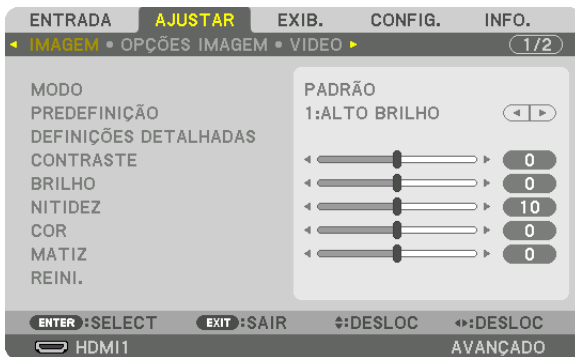 ENTRADA AJUSTAR EXIB. CONFIG. INFO.
IMAGEM • OPÇÕES IMAGEM • VIDEO 1/2
MODO PADRÃO
PREDEFINIÇÃO 1:ALTO BRILHO
DEFINIÇÕES DETALHADAS
CONTRASTE 0
BRILHO 0
NITIDEZ 10
COR 0
MATIZ 0
REINI.
ENTER :SELECT EXIT :SAIR :DESLOC :DESLOC
HDMI1 AVANÇADO